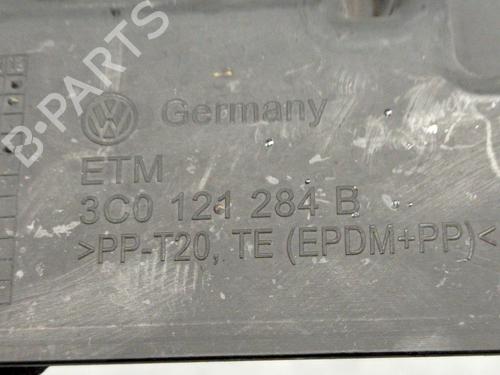 B-PARTS
Germany
ETM
3C0 121 284 B
>PP-T20, TE (EPDM+PP)<